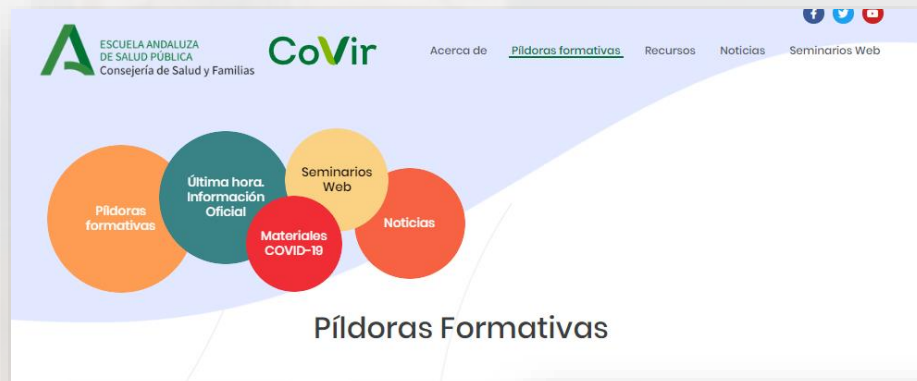 ESCUELA ANDALUZA
DE SALUD PÚBLICA
Consejería de Salud y Familias
CoVir
Acerca de
Píldoras formativas
Recursos
Noticias
Seminarios Web
Píldoras
formativas
Última hora.
Información
Oficial
Seminarios
Web
Materiales
COVID-19
Noticias
Píldoras Formativas